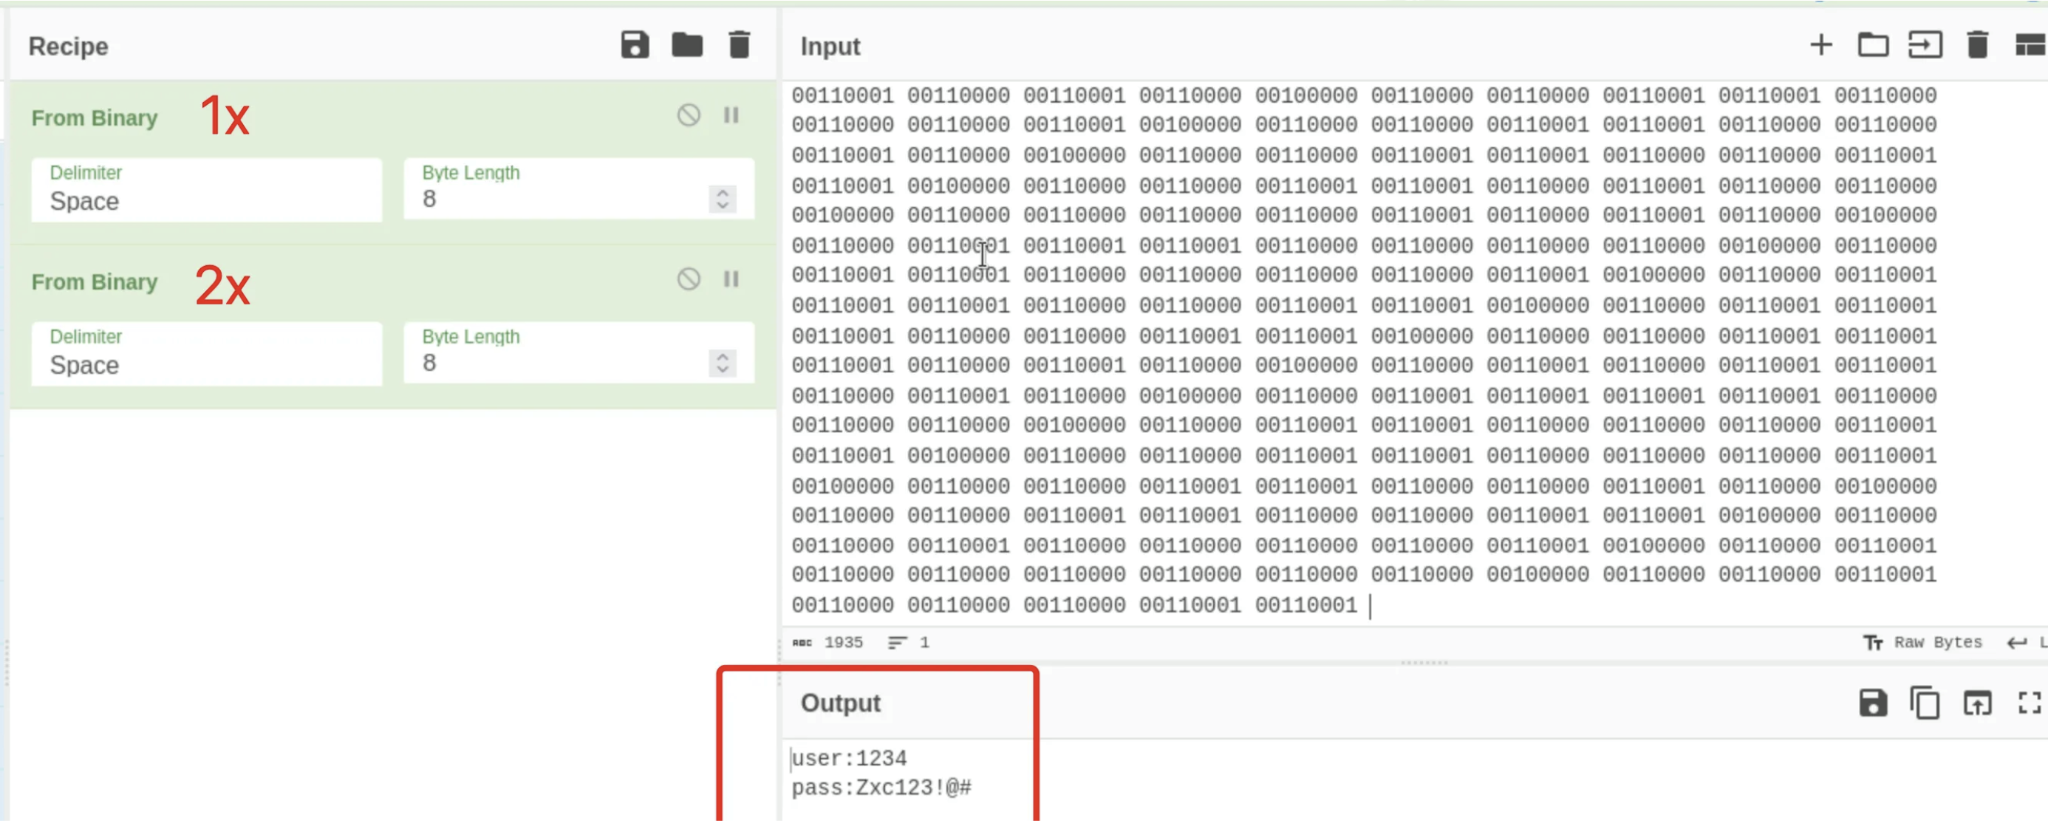 Recipe
From Binary 1x
Delimiter
Space
Byte Length
8
From Binary 2x
Delimiter
Space
Byte Length
8
Input
00110001 00110000 00110001 00110000 00100000 00110000 00110000 00110001 00110001 00110000
00110000 00110000 00110001 00100000 00110000 00110000 00110001 00110001 00110000 00110000
00110001 00110000 00100000 00110000 00110000 00110001 00110001 00110000 00110000 00110001
00110001 00100000 00110000 00110000 00110001 00110001 00110000 00110001 00110000 00110000
00100000 00110000 00110000 00110000 00110000 00110001 00110000 00110001 00110000 00100000
00110000 00110001 00110001 00110001 00110000 00110000 00110000 00110000 00100000 00110000
00110001 00110001 00110000 00110000 00110000 00110000 00110001 00100000 00110000 00110001
00110001 00110001 00110000 00110000 00110001 00110001 00100000 00110000 00110001 00110001
00110001 00110000 00110000 00110001 00110001 00100000 00110000 00110000 00110001 00110001
00110001 00110000 00110001 00110000 00100000 00110000 00110001 00110000 00110001 00110001
00110000 00110001 00110000 00100000 00110000 00110001 00110001 00110001 00110001 00110000
00110000 00110000 00100000 00110000 00110001 00110001 00110000 00110000 00110000 00110001
00110001 00100000 00110000 00110000 00110001 00110001 00110000 00110000 00110000 00110001
00100000 00110000 00110000 00110001 00110001 00110000 00110000 00110001 00110000 00100000
00110000 00110000 00110001 00110001 00110000 00110000 00110001 00110001 00100000 00110000
00110000 00110001 00110000 00110000 00110000 00110000 00110001 00100000 00110000 00110001
00110000 00110000 00110000 00110000 00110000 00110000 00100000 00110000 00110000 00110001
00110000 00110000 00110000 00110001 00110001
ABC 1935 1
Raw Bytes L
Output
user:1234
pass:Zxc123!@#